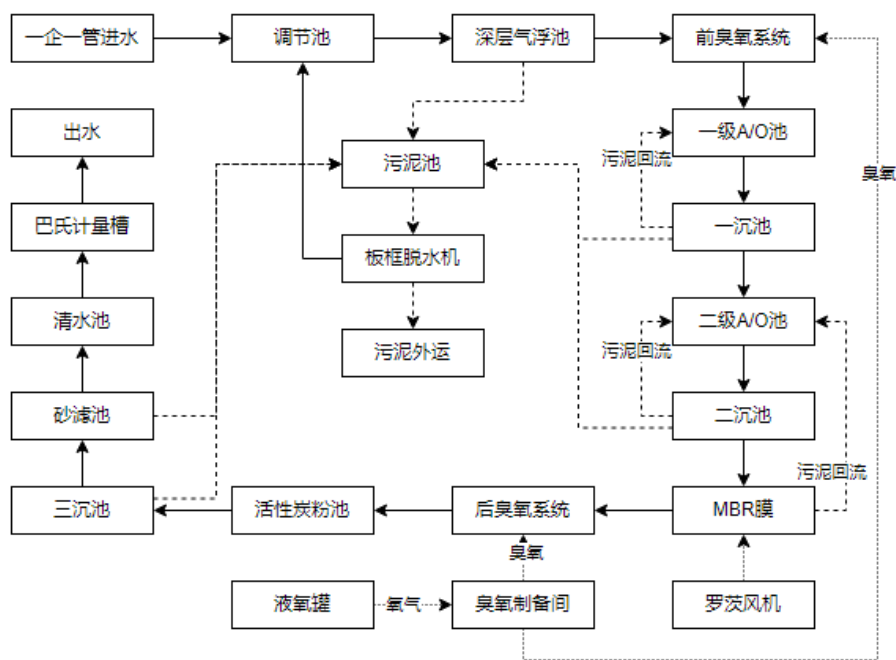 一企一管进水
调节池
深层气浮池
前臭氧系统
出水
一级A/O池
污泥回流
污泥池
臭氧
巴氏计量槽
一沉池
板框脱水机
清水池
二级A/O池
污泥外运
污泥回流
砂滤池
二沉池
污泥回流
三沉池
活性炭粉池
后臭氧系统
MBR膜
臭氧
液氧罐
氧气
臭氧制备间
罗茨风机